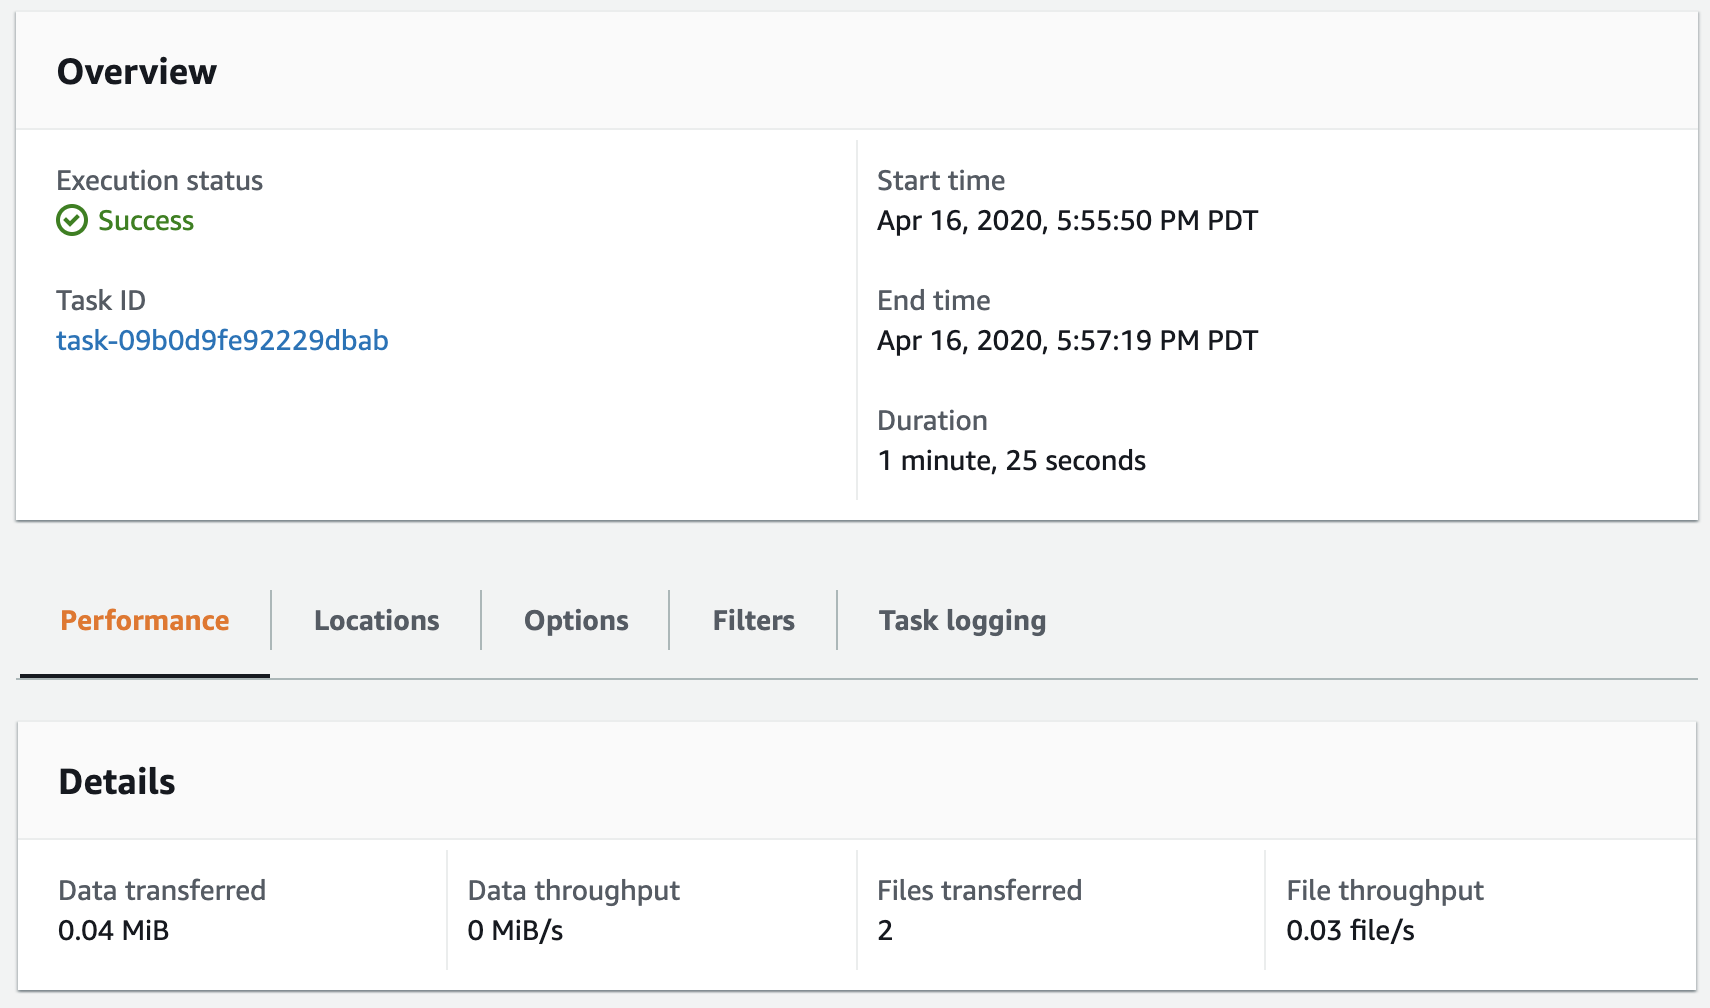 Overview
Execution status
Success
Task ID
task-09b0d9fe92229dbab
Start time
Apr 16, 2020, 5:55:50 PM PDT
End time
Apr 16, 2020, 5:57:19 PM PDT
Duration
1 minute, 25 seconds
Performance
Locations
Options
Filters
Task logging
Details
Data transferred
0.04 MiB
Data throughput
0 MiB/s
Files transferred
2
File throughput
0.03 file/s